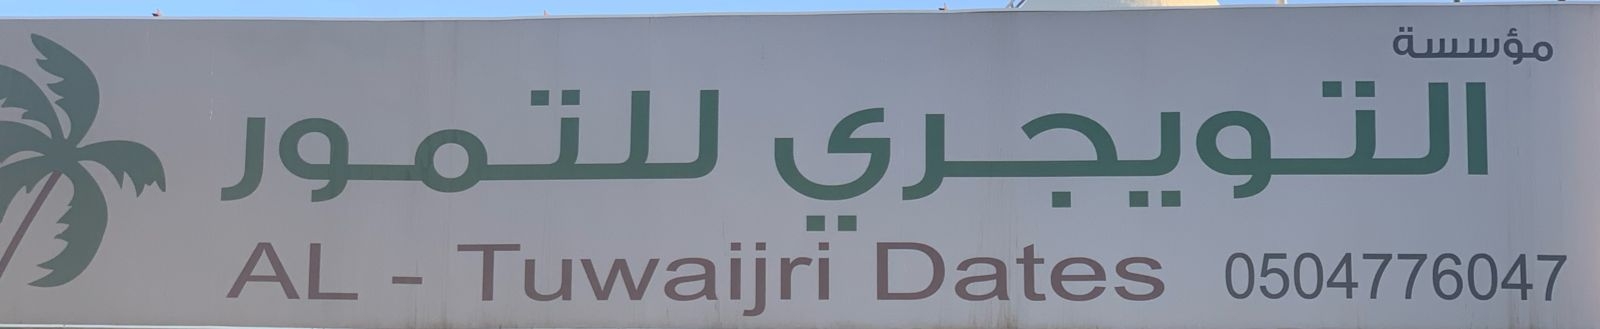 مؤسسة
التويجري للتمور
AL - Tuwaijri Dates 0504776047